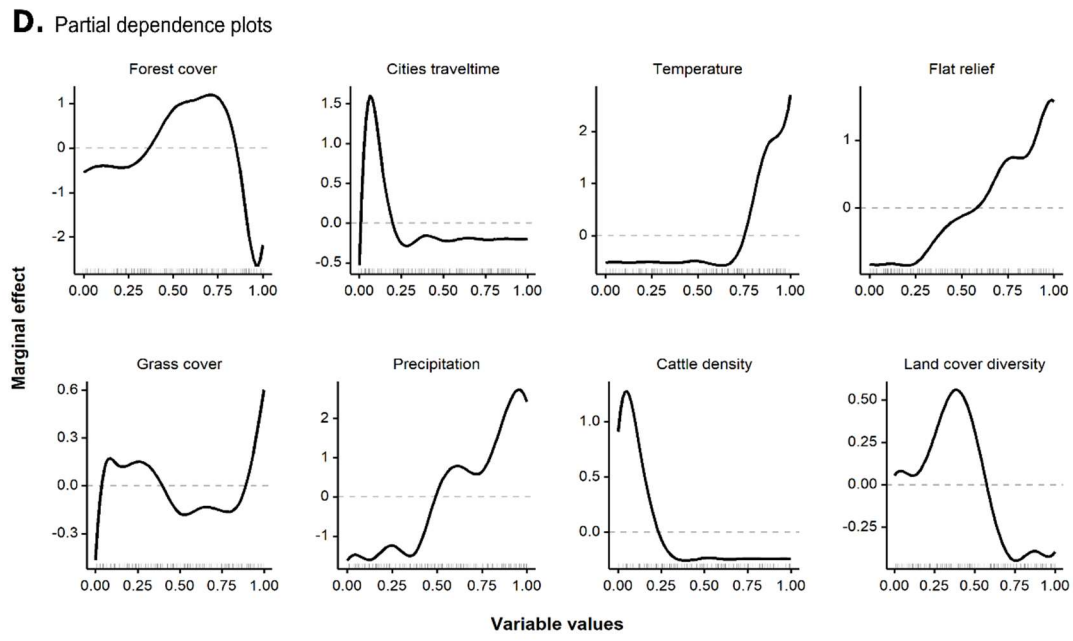 D. Partial dependence plots
Forest cover
Cities traveltime
Temperature
Flat relief
1
0
-1
-2
0.00 0.25 0.50 0.75 1.00
1.5
1.0
0.5
0.0
-0.5
0.00 0.25 0.50 0.75 1.00
2
1
0
0.00 0.25 0.50 0.75 1.00
1
0
0.00 0.25 0.50 0.75 1.00
Marginal effect
Grass cover
Precipitation
Cattle density
Land cover diversity
0.6
0.3
0.0
-0.3
0.00 0.25 0.50 0.75 1.00
2
1
0
-1
0.00 0.25 0.50 0.75 1.00
1.0
0.5
0.0
0.00 0.25 0.50 0.75 1.00
0.50
0.25
0.00
-0.25
0.00 0.25 0.50 0.75 1.00
Variable values